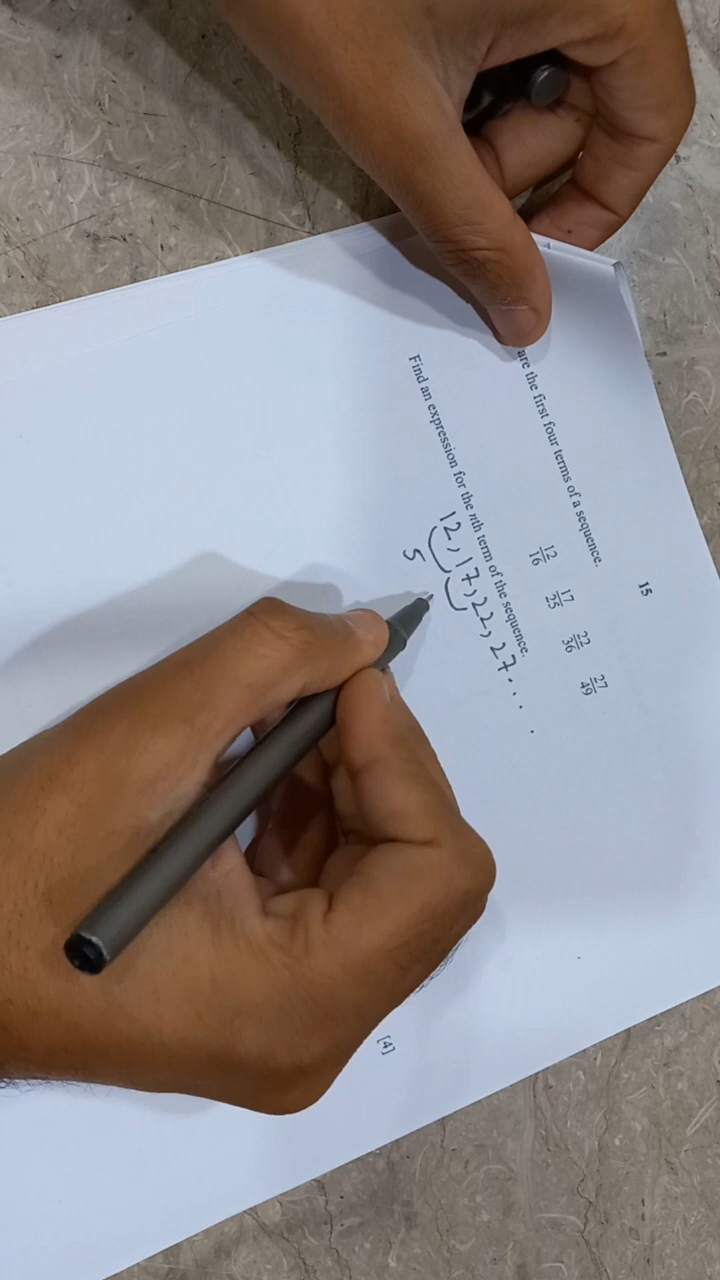 15
12/16 17/25 22/36 27/49
are the first four terms of a sequence.
Find an expression for the nth term of the sequence.
12, 17, 22, 27....
5
[4]